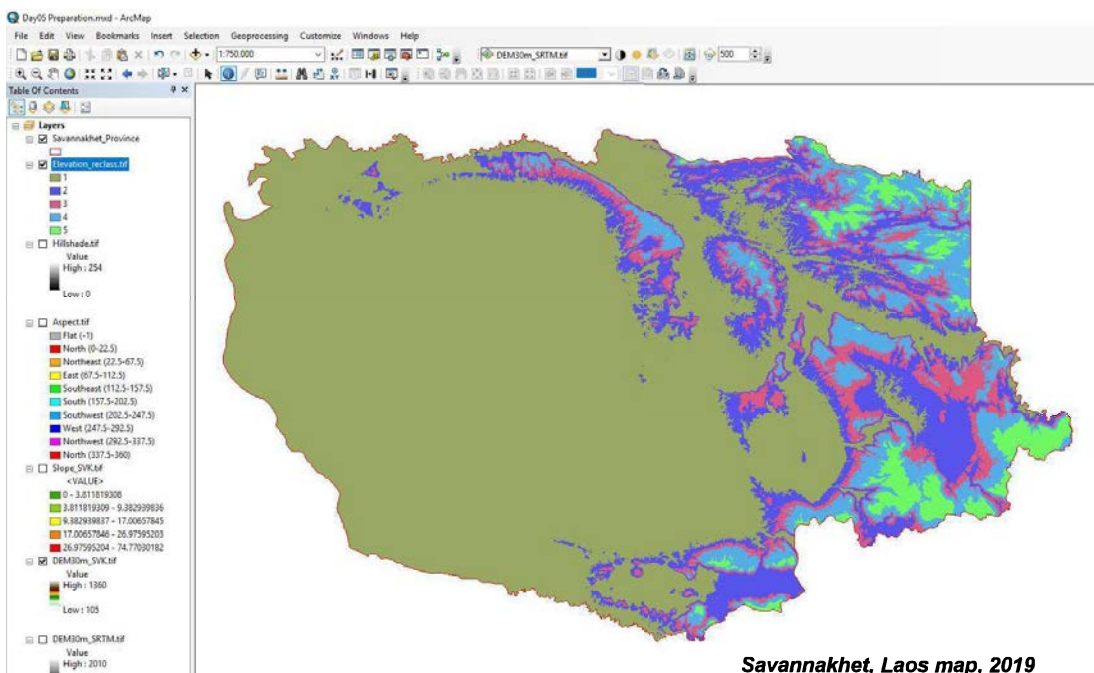 Day05 Preparation.mxd - ArcMap
File Edit View Bookmarks Insert Selection Geoprocessing Customize Windows Help
1:750,000
DEM30m_SRTM.tif
500
Table Of Contents
Layers
Savannakhet_Province
Elevation_reclass.tif
1
2
3
4
5
Hillshade.tif
Value
High : 254
Low : 0
Aspect.tif
Flat (-1)
North (0-22.5)
Northeast (22.5-67.5)
East (67.5-112.5)
Southeast (112.5-157.5)
South (157.5-202.5)
Southwest (202.5-247.5)
West (247.5-292.5)
Northwest (292.5-337.5)
North (337.5-360)
Slope_SVK.tif
<VALUE>
0 - 3.811819308
3.811819309 - 9.382939836
9.382939837 - 17.00657845
17.00657846 - 26.97595203
26.97595204 - 74.77030182
DEM30m_SVK.tif
Value
High : 1360
Low : 105
DEM30m_SRTM.tif
Value
High : 2010
Savannakhet, Laos map, 2019